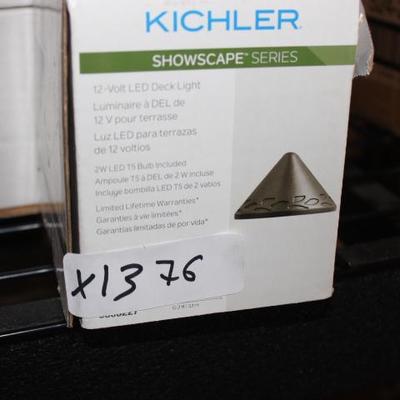 KICHLER®
SHOWSCAPE™ SERIES
12-Volt LED Deck Light
Luminaire à DEL de
12 V pour terrasse
Luz LED para terrazas
de 12 voltios
2W LED T5 Bulb Included
Ampoule T5 à DEL de 2 W incluse
Incluye bombilla LED T5 de 2 vatios
Limited Lifetime Warranties*
Garanties à vie limitées*
Garantías limitadas de por vida*
X1376